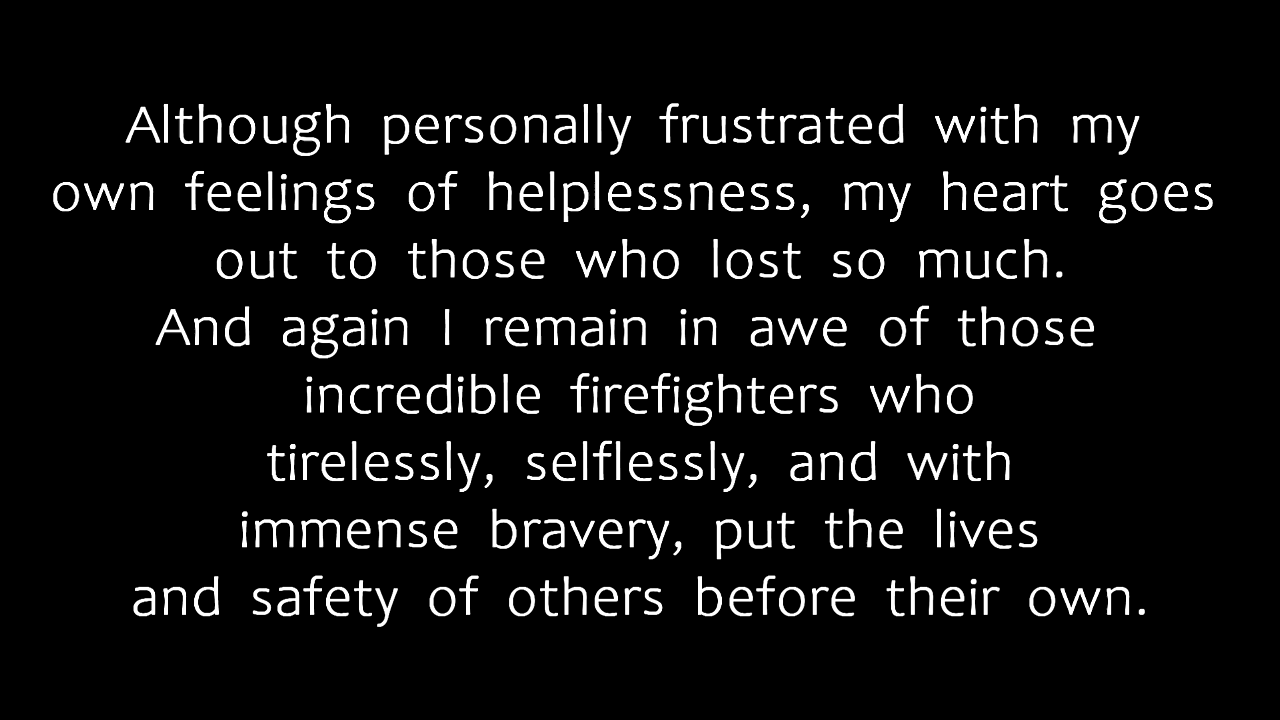 Although personally frustrated with my
own feelings of helplessness, my heart goes
out to those who lost so much.
And again I remain in awe of those
incredible firefighters who
tirelessly, selflessly, and with
immense bravery, put the lives
and safety of others before their own.